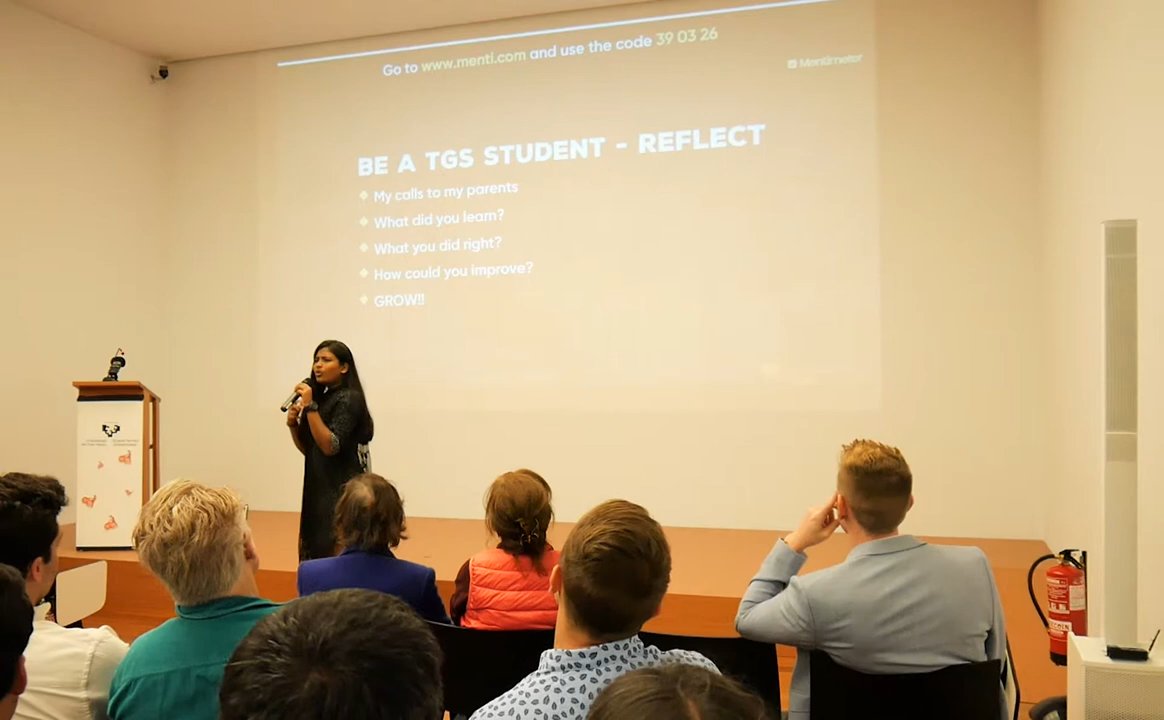 Go to www.menti.com and use the code 39 03 26
Mentimeter
BE A TGS STUDENT - REFLECT
My calls to my parents
What did you learn?
What you did right?
How could you improve?
GROW!!